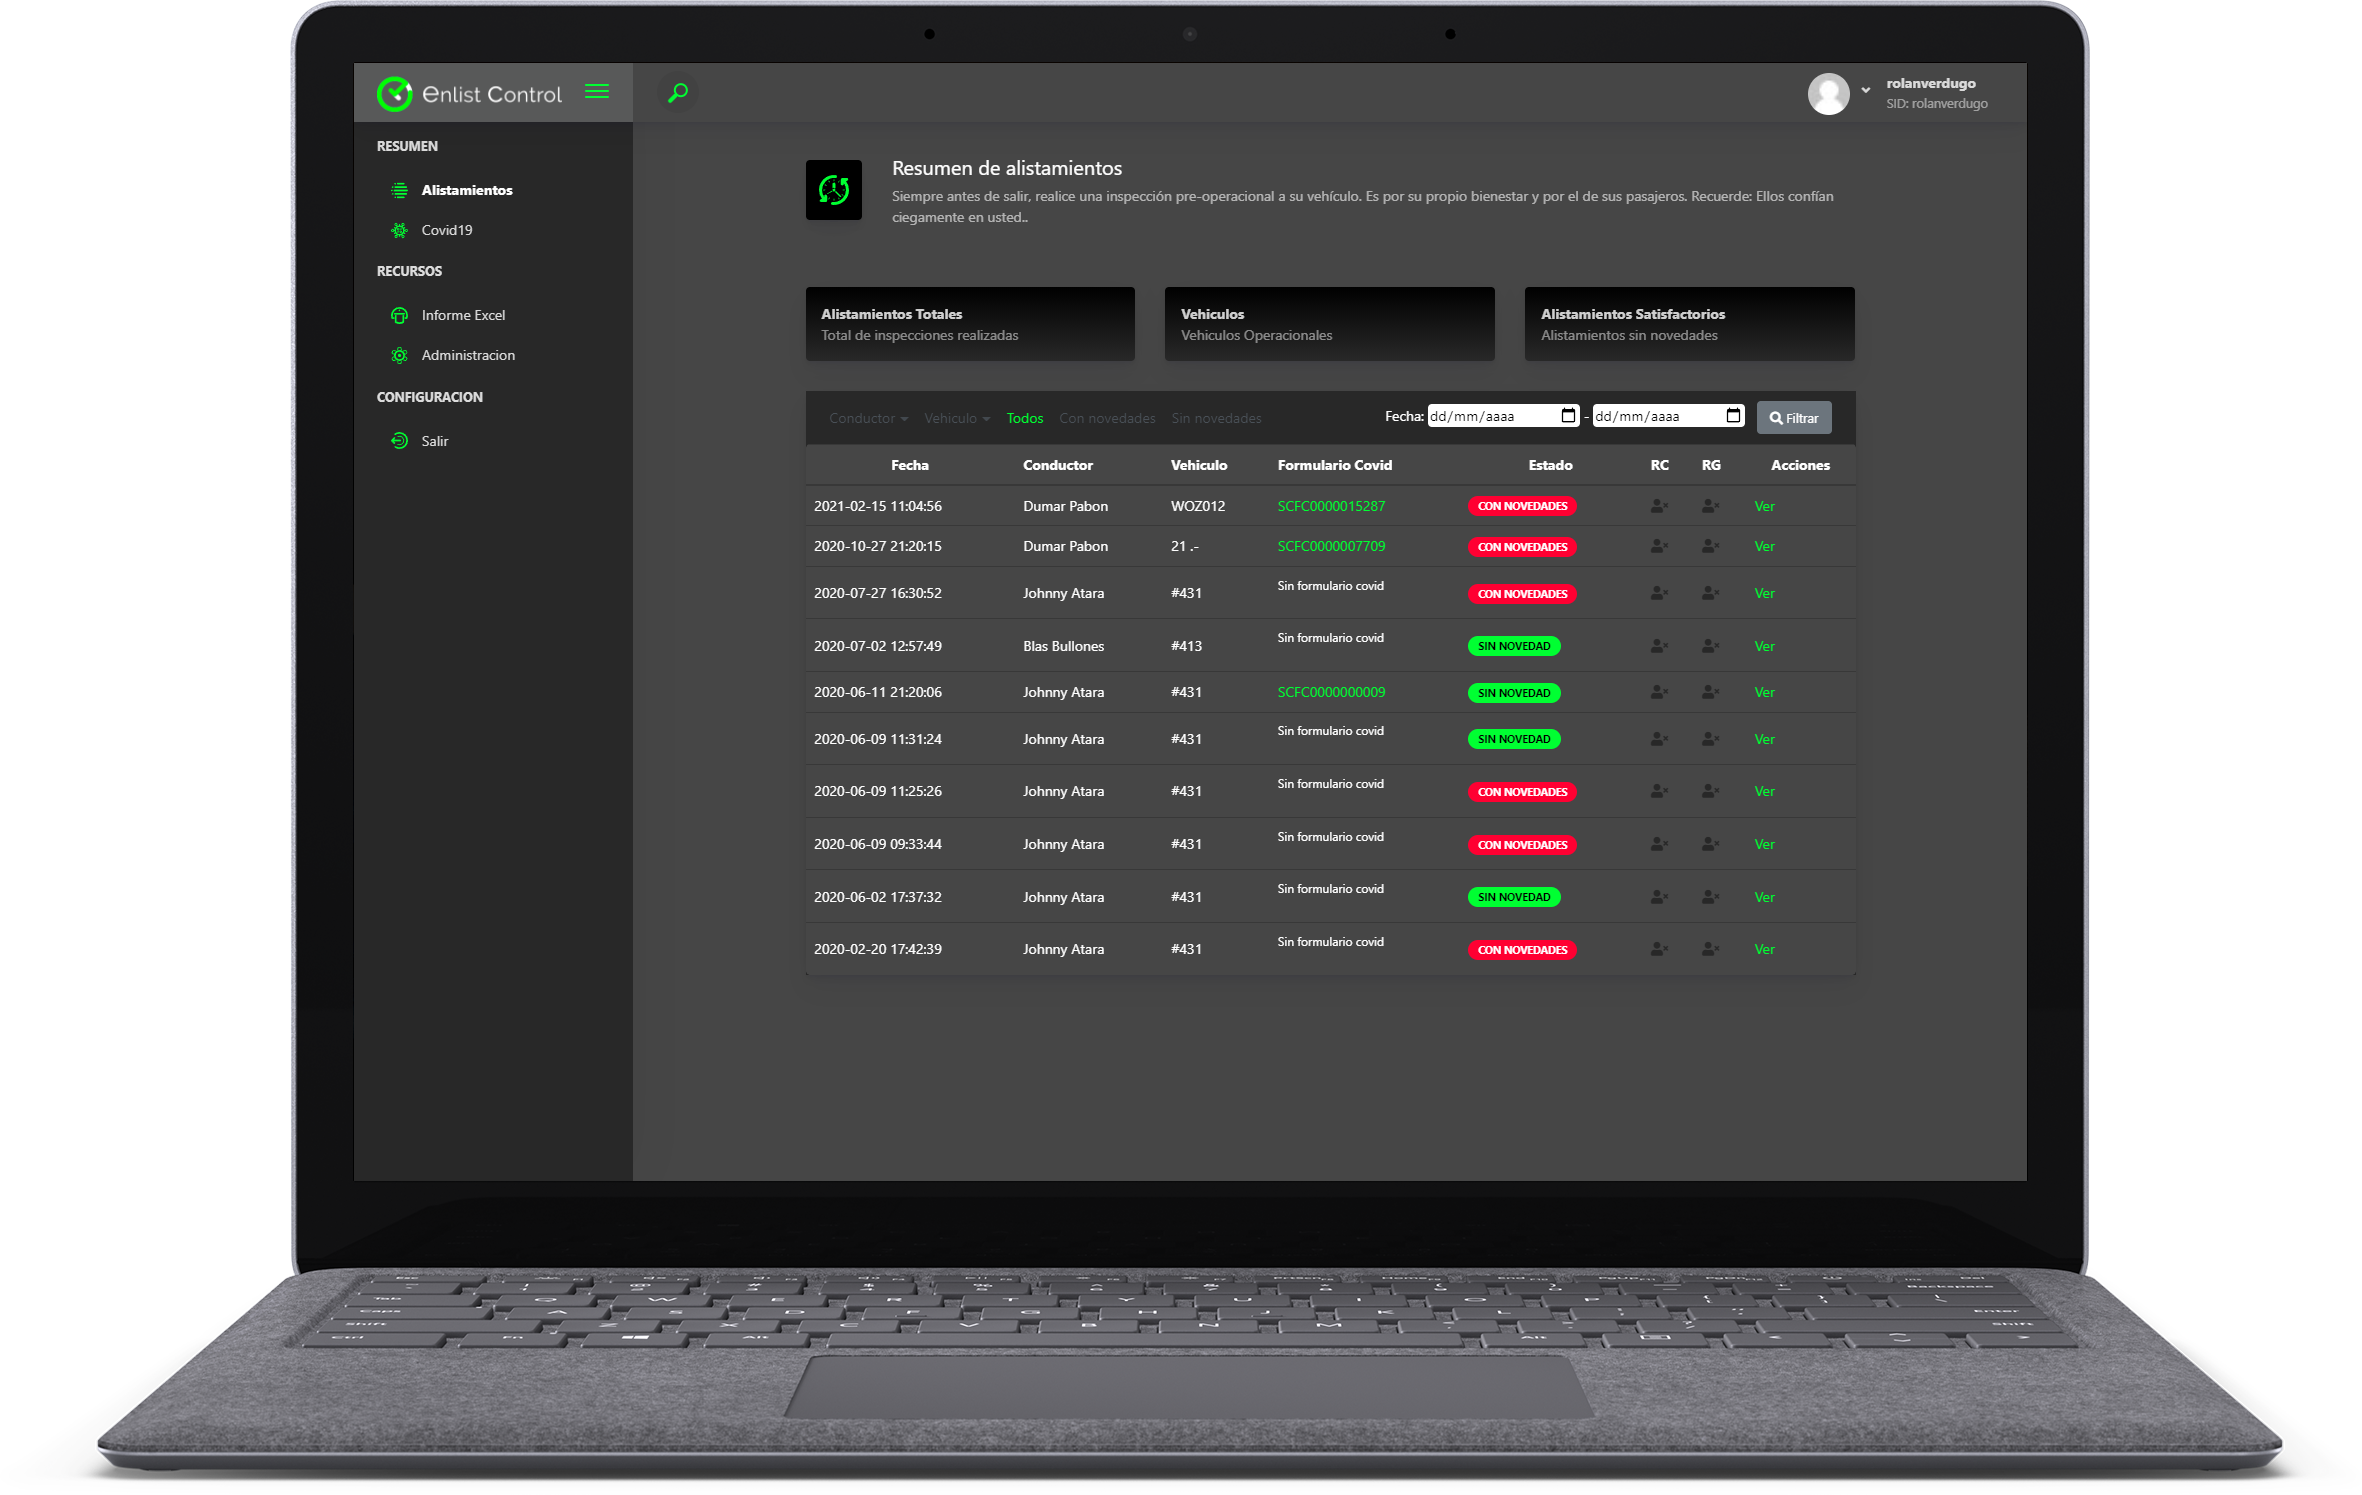 enlist Control
rolanverdugo
SID: rolanverdugo
RESUMEN
Alistamientos
Covid19
RECURSOS
Informe Excel
Administracion
CONFIGURACION
Salir
Resumen de alistamientos
Siempre antes de salir, realice una inspección pre-operacional a su vehículo. Es por su propio bienestar y por el de sus pasajeros. Recuerde: Ellos confían
ciegamente en usted..
Alistamientos Totales
Total de inspecciones realizadas
Vehiculos
Vehiculos Operacionales
Alistamientos Satisfactorios
Alistamientos sin novedades
Conductor Vehiculo Todos Con novedades Sin novedades Fecha: dd/mm/aaaa - dd/mm/aaaa Filtrar
Fecha Conductor Vehiculo Formulario Covid Estado RC RG Acciones
2021-02-15 11:04:56 Dumar Pabon WOZ012 SCFC0000015287 CON NOVEDADES Ver
2020-10-27 21:20:15 Dumar Pabon 21 .- SCFC0000007709 CON NOVEDADES Ver
2020-07-27 16:30:52 Johnny Atara #431 Sin formulario covid CON NOVEDADES Ver
2020-07-02 12:57:49 Blas Bullones #413 Sin formulario covid SIN NOVEDAD Ver
2020-06-11 21:20:06 Johnny Atara #431 SCFC0000000009 SIN NOVEDAD Ver
2020-06-09 11:31:24 Johnny Atara #431 Sin formulario covid SIN NOVEDAD Ver
2020-06-09 11:25:26 Johnny Atara #431 Sin formulario covid CON NOVEDADES Ver
2020-06-09 09:33:44 Johnny Atara #431 Sin formulario covid CON NOVEDADES Ver
2020-06-02 17:37:32 Johnny Atara #431 Sin formulario covid SIN NOVEDAD Ver
2020-02-20 17:42:39 Johnny Atara #431 Sin formulario covid CON NOVEDADES Ver
Backspace
Tab Q W E R T Y U I O P
Caps A S D F G H J K L Enter
Shift Z X C V B N M Shift
Ctrl Fn Alt Alt